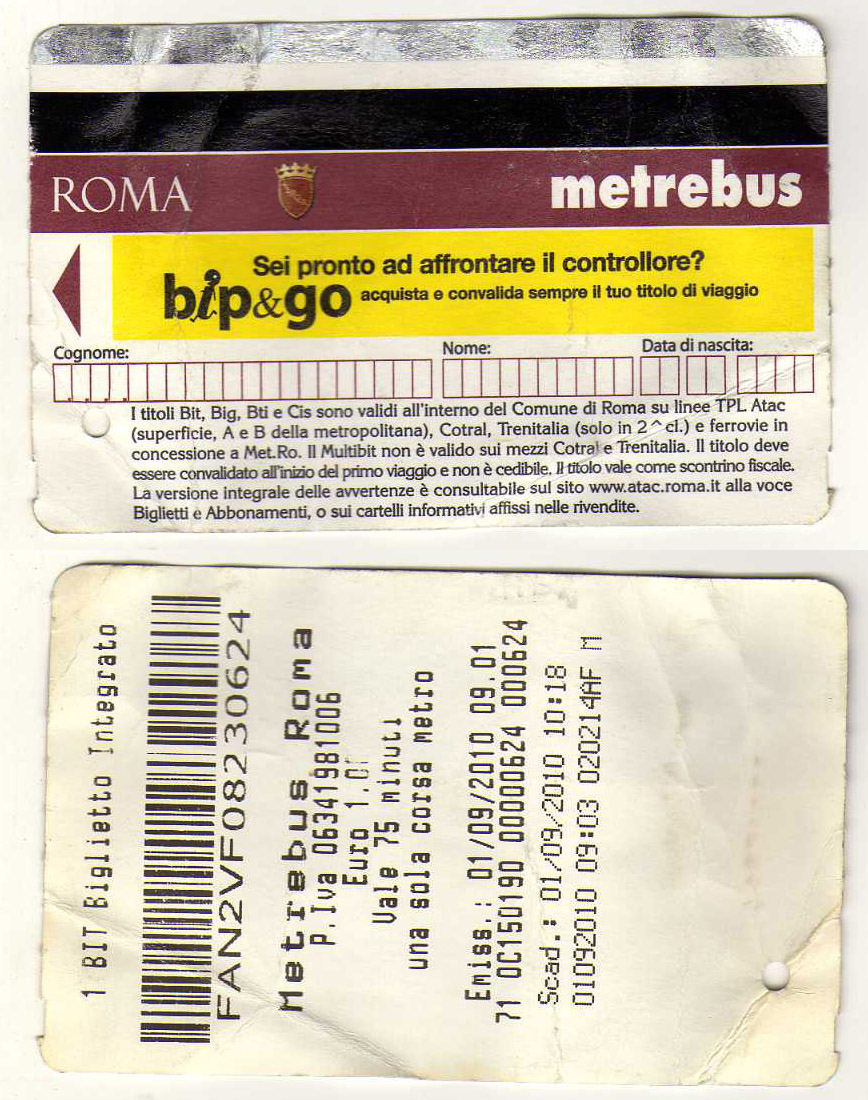 ROMA
metrebus
Sei pronto ad affrontare il controllore?
bip&go acquista e convalida sempre il tuo titolo di viaggio
Cognome: Nome: Data di nascita:
I titoli Bit, Big, Bti e Cis sono validi all'interno del Comune di Roma su linee TPL Atac
(superficie, A e B della metropolitana), Cotral, Trenitalia (solo in 2^cl.) e ferrovie in
concessione a Met.Ro. Il Multibit non è valido sui mezzi Cotral e Trenitalia. Il titolo deve
essere convalidato all'inizio del primo viaggio e non è cedibile. Il titolo vale come scontrino fiscale.
La versione integrale delle avvertenze è consultabile sul sito www.atac.roma.it alla voce
Biglietti e Abbonamenti, o sui cartelli informativi affissi nelle rivendite.
1 BIT Biglietto Integrato
FAN2VF08230624
Metrebus Roma
P.Iva 06341981006
Euro
Vale 75 minuti
una sola corsa metro
Emiss.: 01/09/2010 09.01
71 0C150190 00000624 000624
Scad.: 01/09/2010 10:18
01092010 09:03 020214AF M